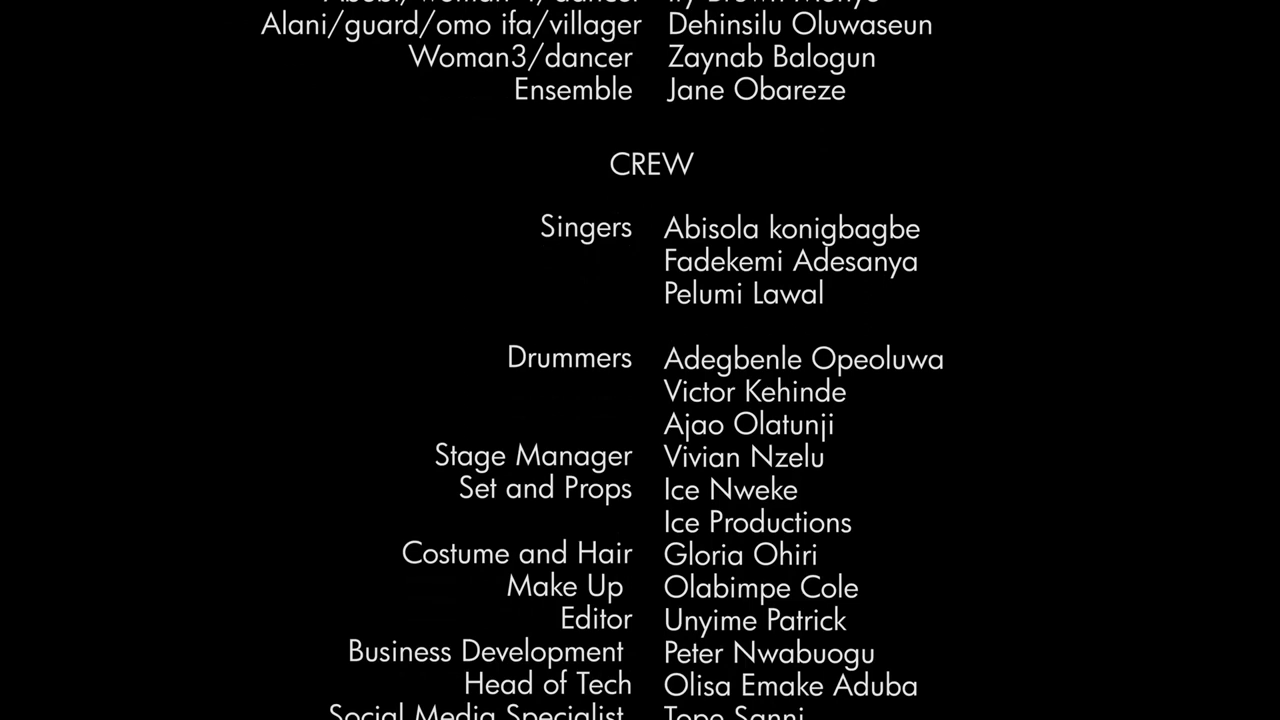 Alani/guard/omo ifa/villager Dehinsilu Oluwaseun
Woman3/dancer Zaynab Balogun
Ensemble Jane Obareze
CREW
Singers Abisola konigbagbe
Fadekemi Adesanya
Pelumi Lawal
Drummers Adegbenle Opeoluwa
Victor Kehinde
Ajao Olatunji
Stage Manager Vivian Nzelu
Set and Props Ice Nweke
Ice Productions
Costume and Hair Gloria Ohiri
Make Up Olabimpe Cole
Editor Unyime Patrick
Business Development Peter Nwabuogu
Head of Tech Olisa Emake Aduba
Social Media Specialist Tope Sanni